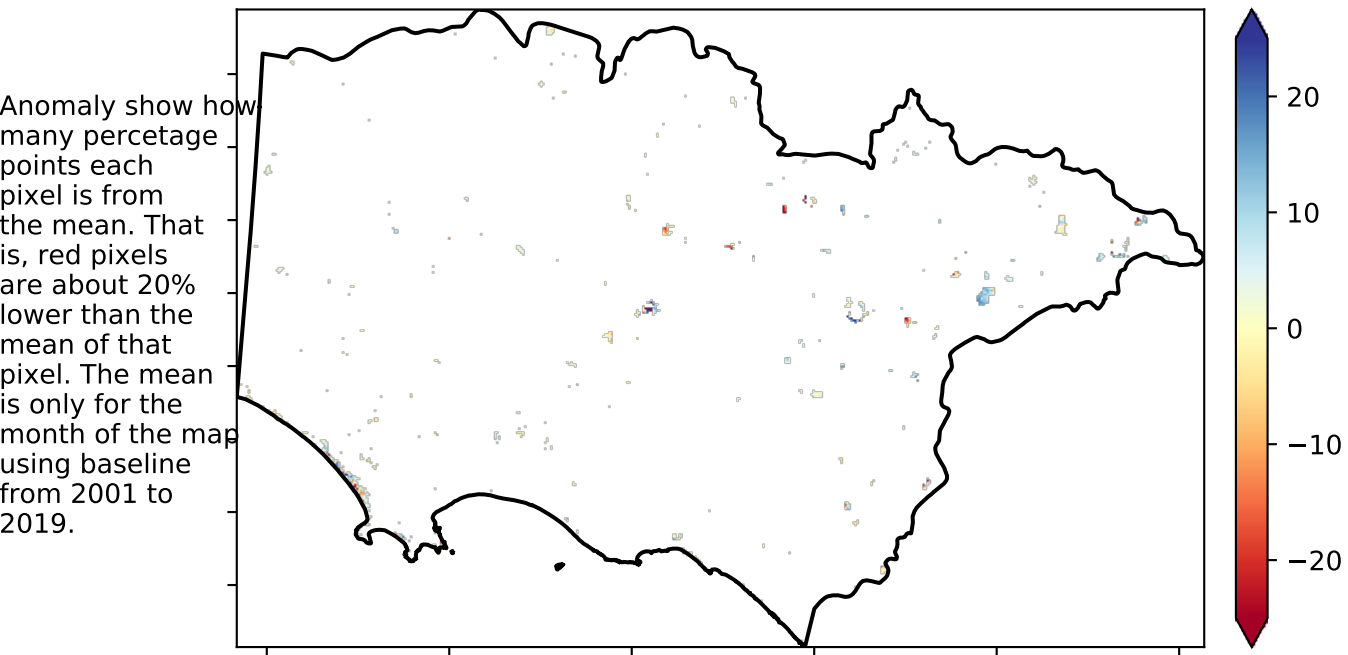 Anomaly show how
many percetage
points each
pixel is from
the mean. That
is, red pixels
are about 20%
lower than the
mean of that
pixel. The mean
is only for the
month of the map
using baseline
from 2001 to
2019.
20
10
0
−10
−20